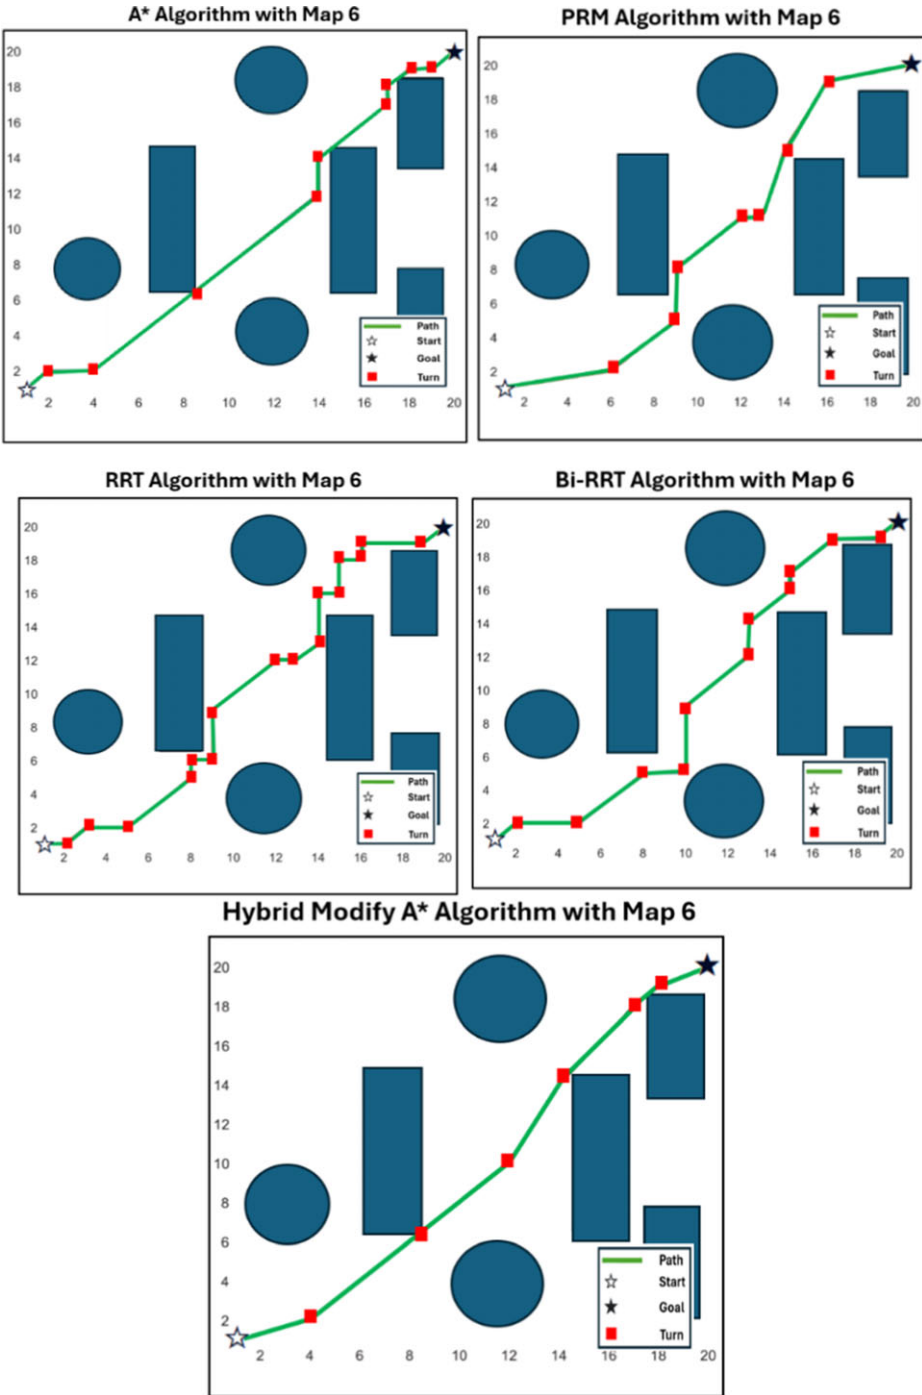 A* Algorithm with Map 6
20
18
16
14
12
10
8
6
4
2
2 4 6 8 10 12 14 16 18 20
Path
Start
Goal
Turn
PRM Algorithm with Map 6
20
18
16
14
12
10
8
6
4
2
2 4 6 8 10 12 14 16 18 20
Path
Start
Goal
Turn
RRT Algorithm with Map 6
20
18
16
14
12
10
8
6
4
2
2 4 6 8 10 12 14 16 18 20
Path
Start
Goal
Turn
Bi-RRT Algorithm with Map 6
20
18
16
14
12
10
8
6
4
2
2 4 6 8 10 12 14 16 18 20
Path
Start
Goal
Turn
Hybrid Modify A* Algorithm with Map 6
20
18
16
14
12
10
8
6
4
2
2 4 6 8 10 12 14 16 18 20
Path
Start
Goal
Turn